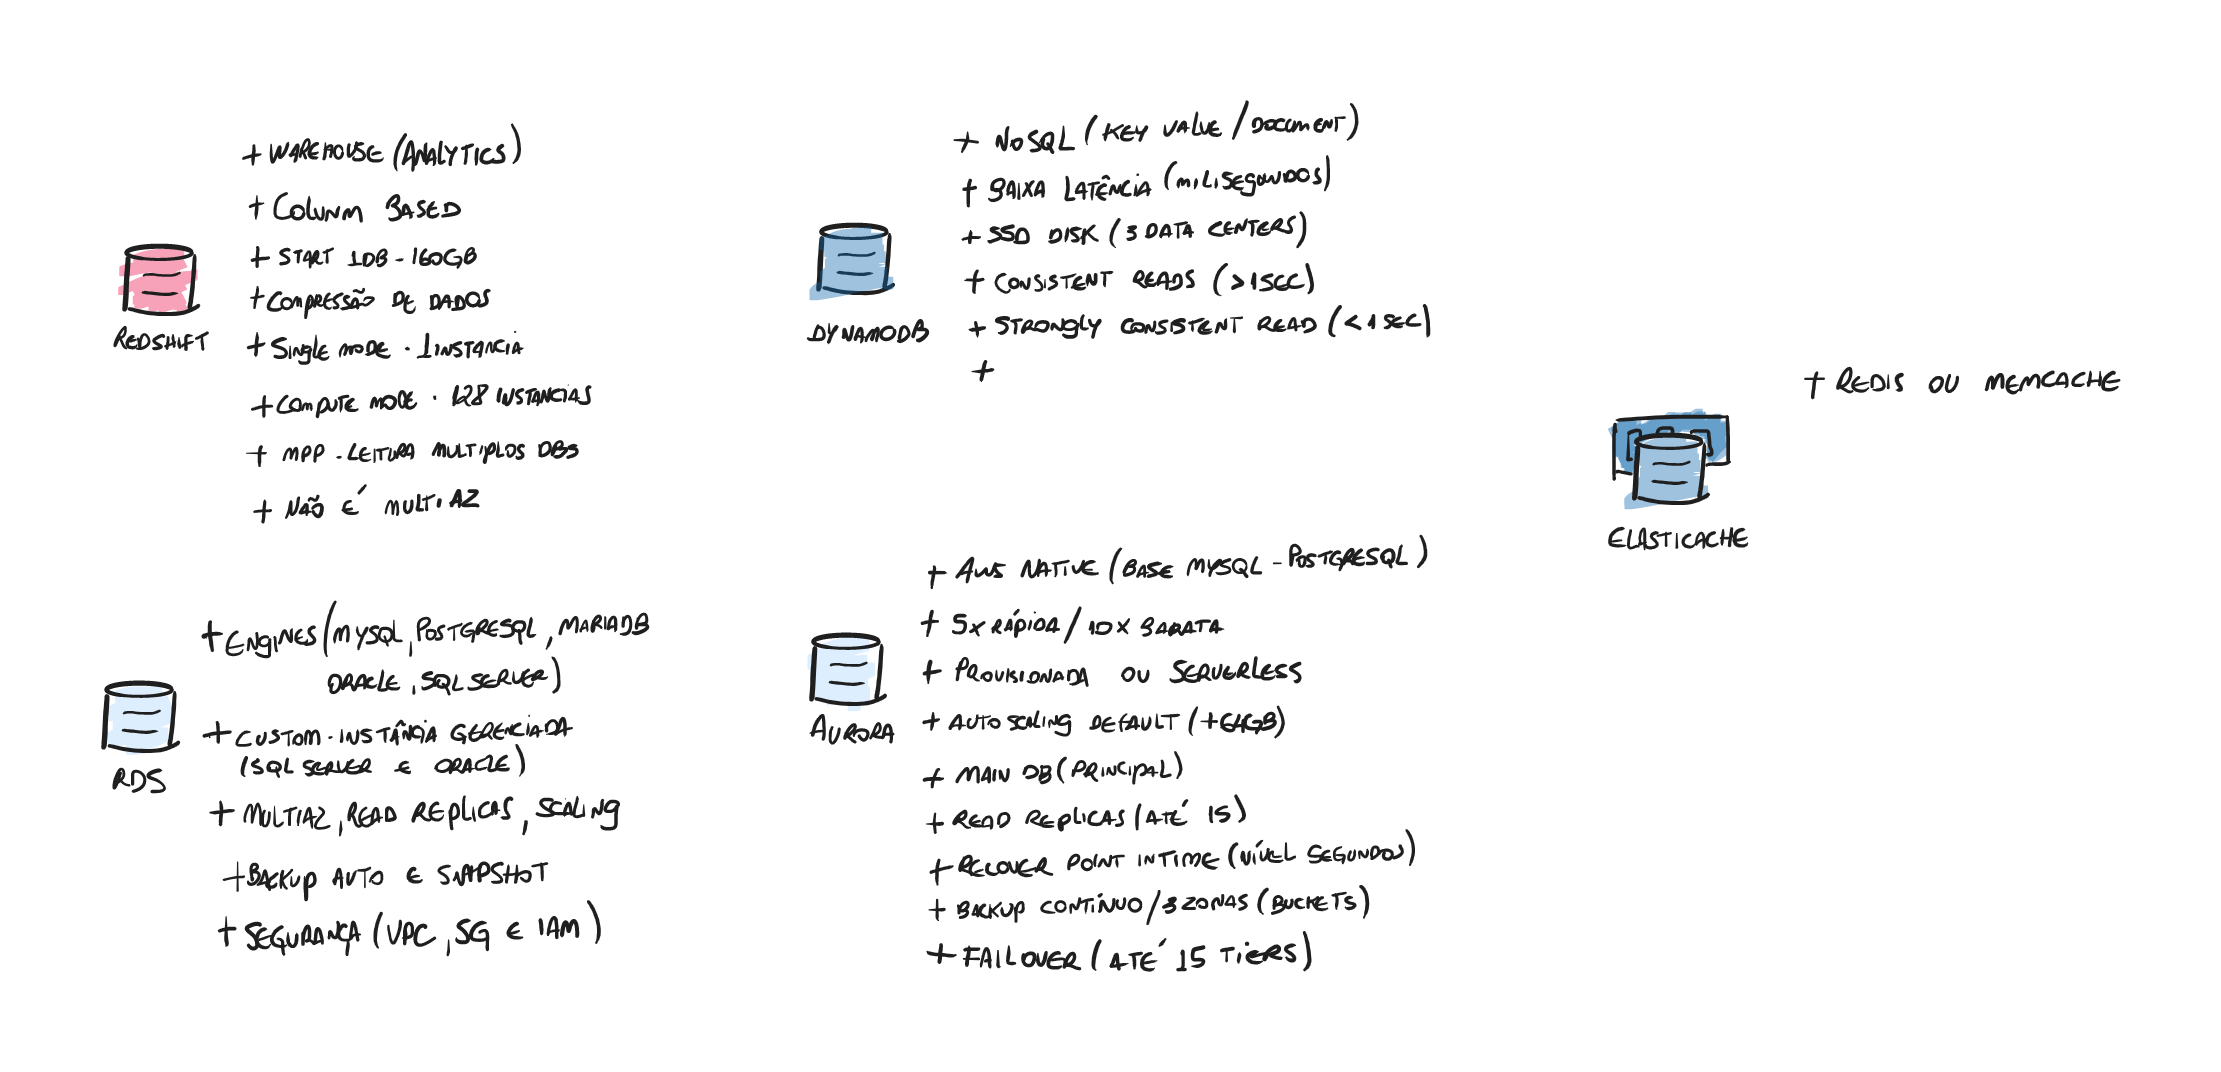 + WAREHOUSE (ANALYTICS)
+ COLUNM BASED
+ START 1DB - 160GB
+ COMPRESSÃO DE DADOS
+ SINGLE MODE · 1 INSTANCIA
+ COMPUTE MODE · 128 INSTANCIAS
+ MPP - LEITURA MULTIPLOS DBS
+ NÃO É MULTI AZ
REDSHIFT
+ NoSQL (KEY VALUE / DOCUMENT)
+ BAIXA LATÊNCIA (MILISEGUNDOS)
+ SSD DISK (3 DATA CENTERS)
+ CONSISTENT READS (>1SEC)
+ STRONGLY CONSISTENT READ (<1SEC)
+
DYNAMODB
+ REDIS OU MEMCACHE
ELASTICACHE
+ ENGINES (MYSQL, POSTGRESQL, MARIADB
ORACLE, SQL SERVER)
+ CUSTOM - INSTÂNCIA GERENCIADA
(SQL SERVER E ORACLE)
+ MULTIAZ, READ REPLICAS, SCALING
+ BACKUP AUTO E SNAPSHOT
+ SEGURANÇA (VPC, SG E IAM)
RDS
+ AWS NATIVE (BASE MYSQL - POSTGRESQL)
+ 5X RÁPIDA / 10X BARATA
+ PROVISIONADA OU SERVERLESS
+ AUTO SCALING DEFAULT (+64GB)
+ MAIN DB (PRINCIPAL)
+ READ REPLICAS (ATÉ 15)
+ RECOVER POINT IN TIME (NÍVEL SEGUNDOS)
+ BACKUP CONTÍNUO / 3 ZONAS (BUCKETS)
+ FAILOVER (ATÉ 15 TIERS)
AURORA